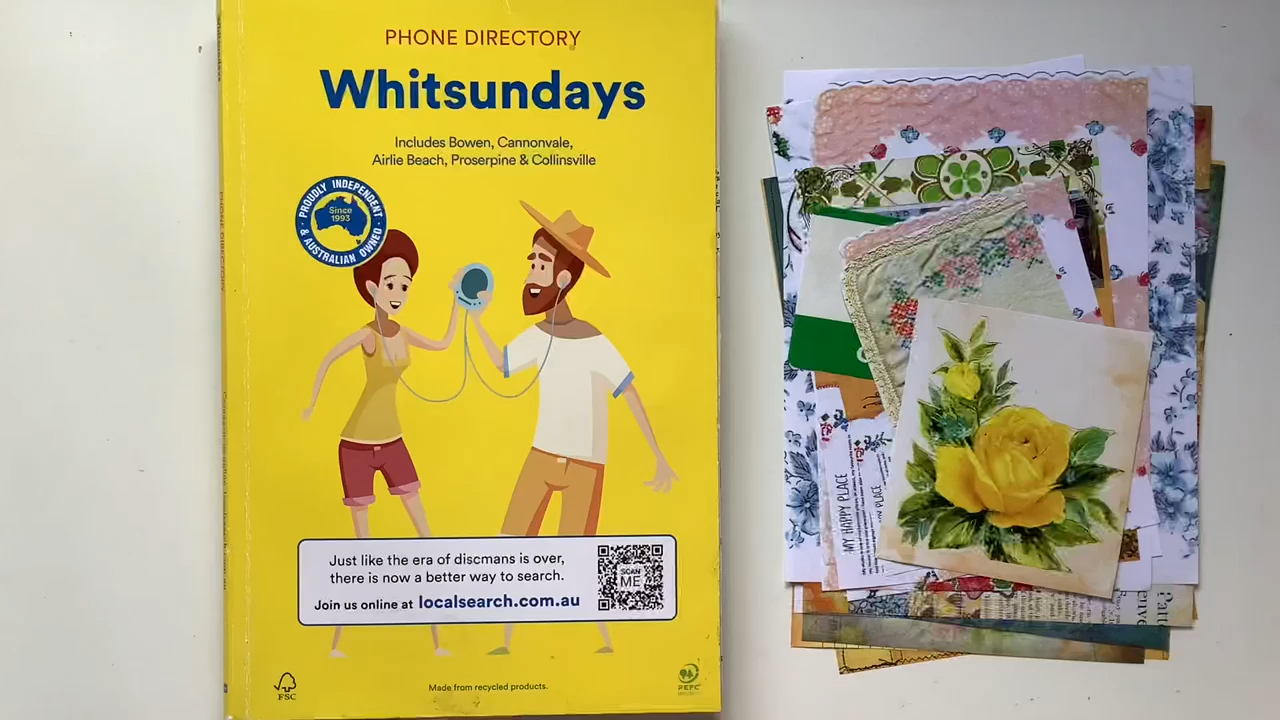 PHONE DIRECTORY
Whitsundays
Includes Bowen, Cannonvale,
Airlie Beach, Proserpine & Collinsville
PROUDLY INDEPENDENT
Since
1993
& AUSTRALIAN OWNED
Just like the era of discmans is over,
there is now a better way to search.
Join us online at localsearch.com.au
SCAN
ME
FSC
Made from recycled products.
PEFC
PHONE DIRECTORY
MY HAPPY PLACE
MY PLACE